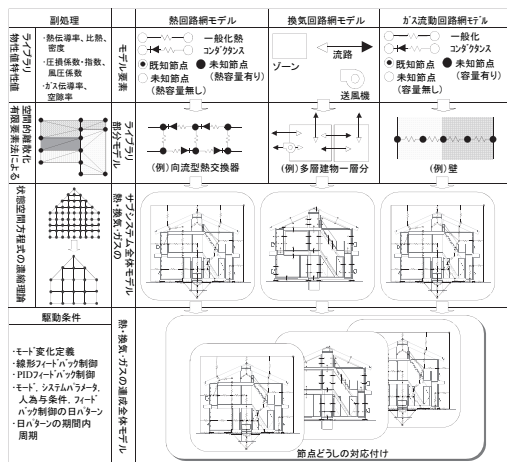 副処理
熱回路網モデル
換気回路網モデル
ガス流動回路網モデル
ライブラリ
物性値特性値
・熱伝導率、比熱、
密度
・圧損係数・指数、
風圧係数
・ガス伝導率、
空隙率
モデル要素
一般化熱
コンダクタンス
既知節点
未知節点
(熱容量無し)
未知節点
(熱容量有り)
ゾーン
流路
送風機
一般化
コンダクタンス
既知節点
未知節点
(容量無し)
未知節点
(容量有り)
有限要素法による
空間的離散化
ライブラリ
部分モデル
(例)向流型熱交換器
(例)多層建物一層分
(例)壁
状態空間方程式の縮約理論
サブシステム全体モデル
熱・換気・ガスの
駆動条件
・モード変化定義
・線形フィードバック制御
・PIDフィードバック制御
・モード、システムパラメータ、
人為与条件、フィード
バック制御の日パターン
・日パターンの期間内
周期
熱・換気・ガスの連成全体モデル
節点どうしの対応付け